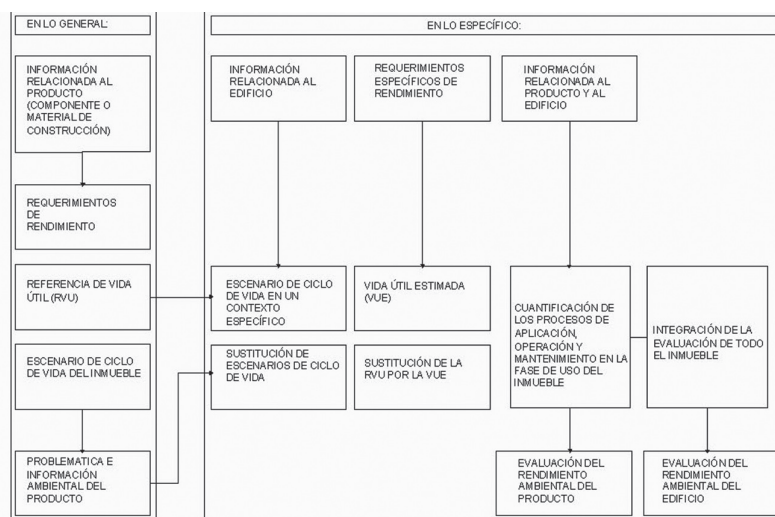 EN LO GENERAL:
EN LO ESPECÍFICO:
INFORMACIÓN
RELACIONADA AL
PRODUCTO
(COMPONENTE O
MATERIAL DE
CONSTRUCCIÓN)
INFORMACIÓN
RELACIONADA AL
EDIFICIO
REQUERIMIENTOS
ESPECÍFICOS DE
RENDIMIENTO
INFORMACIÓN
RELACIONADA AL
PRODUCTO Y AL
EDIFICIO
REQUERIMIENTOS
DE
RENDIMIENTO
REFERENCIA DE VIDA
ÚTIL (RVU)
ESCENARIO DE CICLO
DE VIDA EN UN
CONTEXTO
ESPECÍFICO
VIDA ÚTIL ESTIMADA
(VUE)
CUANTIFICACIÓN DE
LOS PROCESOS DE
APLICACIÓN,
OPERACIÓN Y
MANTENIMIENTO EN LA
FASE DE USO DEL
INMUEBLE
INTEGRACIÓN DE LA
EVALUACIÓN DE TODO
EL INMUEBLE
ESCENARIO DE CICLO
DE VIDA DEL INMUEBLE
SUSTITUCIÓN DE
ESCENARIOS DE CICLO
DE VIDA
SUSTITUCIÓN DE LA
RVU POR LA VUE
PROBLEMATICA E
INFORMACIÓN
AMBIENTAL DEL
PRODUCTO
EVALUACIÓN DEL
RENDIMIENTO
AMBIENTAL DEL
PRODUCTO
EVALUACIÓN DEL
RENDIMIENTO
AMBIENTAL DEL
EDIFICIO